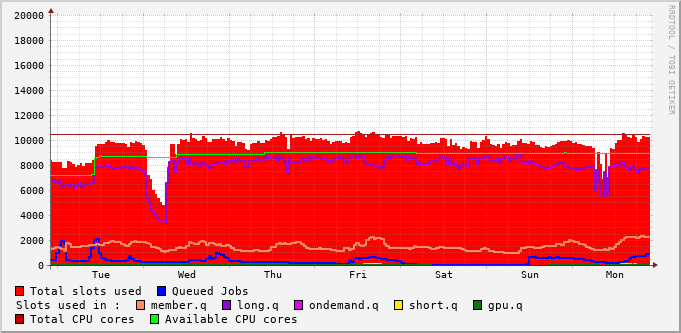 RRDTOOL / TOBI OETIKER
20000
18000
16000
14000
12000
10000
8000
6000
4000
2000
0
Tue Wed Thu Fri Sat Sun Mon
Total slots used Queued Jobs
Slots used in : member.q long.q ondemand.q short.q gpu.q
Total CPU cores Available CPU cores